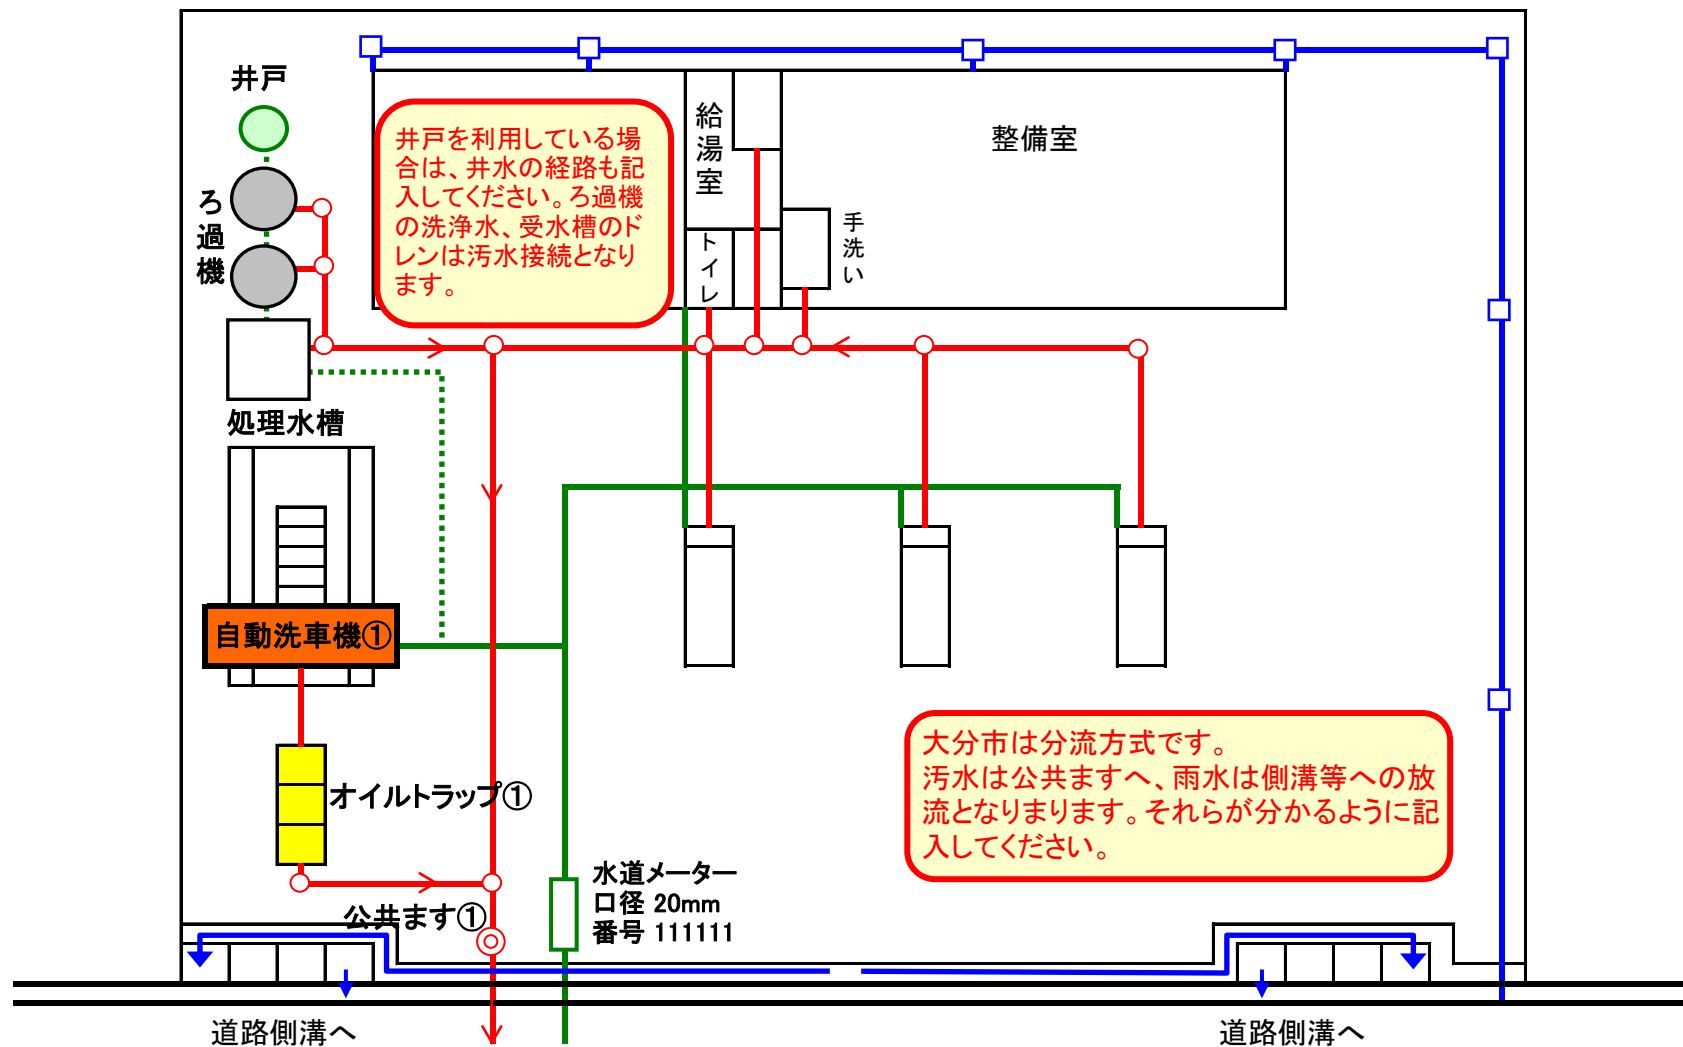 井戸
ろ過機
井戸を利用している場
合は、井水の経路も記
入してください。ろ過機
の洗浄水、受水槽のド
レンは汚水接続となり
ます。
給湯室
トイレ
手洗い
整備室
処理水槽
自動洗車機①
オイルトラップ①
大分市は分流方式です。
汚水は公共ますへ、雨水は側溝等への放
流となりまります。それらが分かるように記
入してください。
水道メーター
口径 20mm
番号 111111
公共ます①
道路側溝へ
道路側溝へ